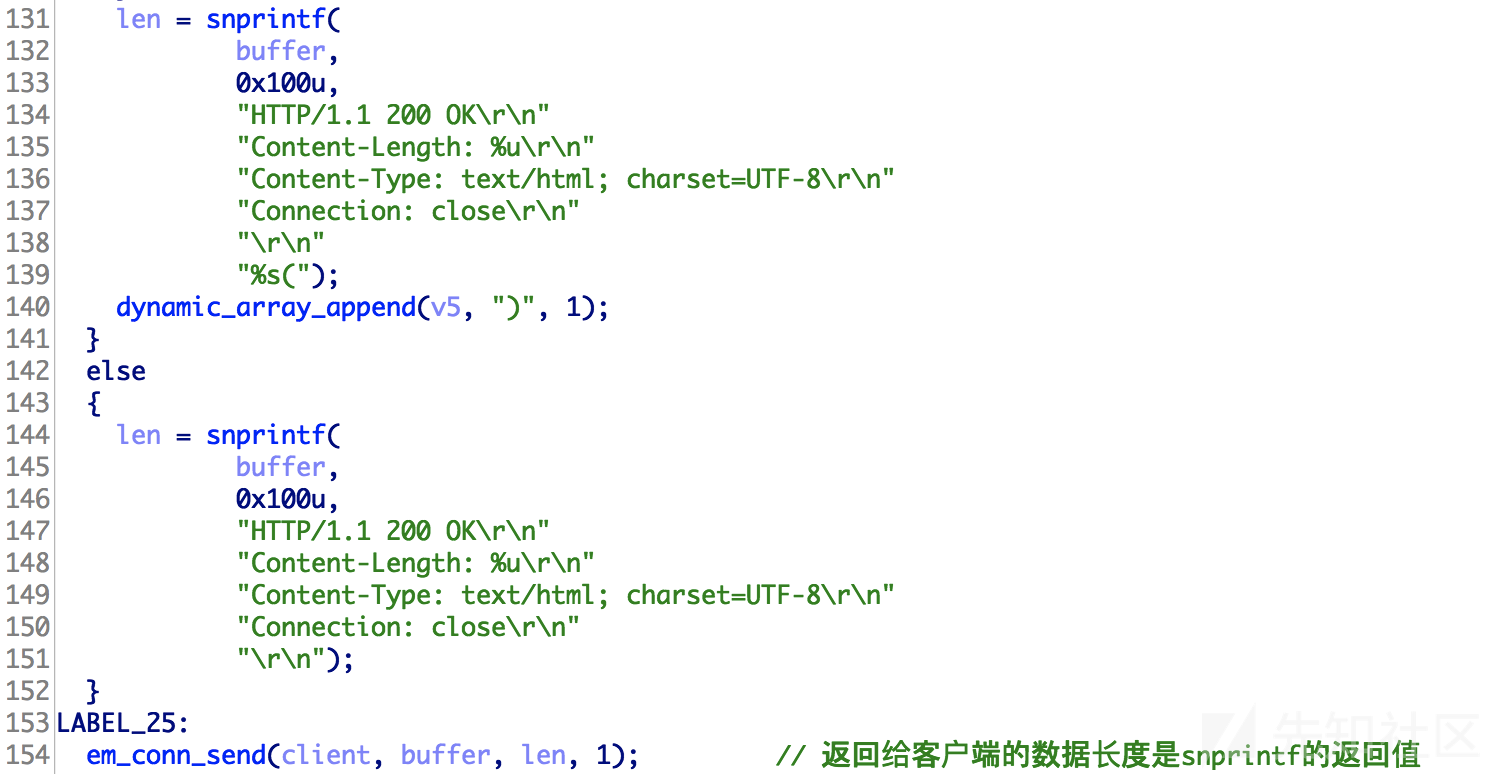 131 len = snprintf(
132 buffer,
133 0x100u,
134 "HTTP/1.1 200 OK\r\n"
135 "Content-Length: %u\r\n"
136 "Content-Type: text/html; charset=UTF-8\r\n"
137 "Connection: close\r\n"
138 "\r\n"
139 "%s(");
140 dynamic_array_append(v5, ")", 1);
141 }
142 else
143 {
144 len = snprintf(
145 buffer,
146 0x100u,
147 "HTTP/1.1 200 OK\r\n"
148 "Content-Length: %u\r\n"
149 "Content-Type: text/html; charset=UTF-8\r\n"
150 "Connection: close\r\n"
151 "\r\n");
152 }
153 LABEL_25:
154 em_conn_send(client, buffer, len, 1); // 返回给客户端的数据长度是snprintf的返回值
先知社区